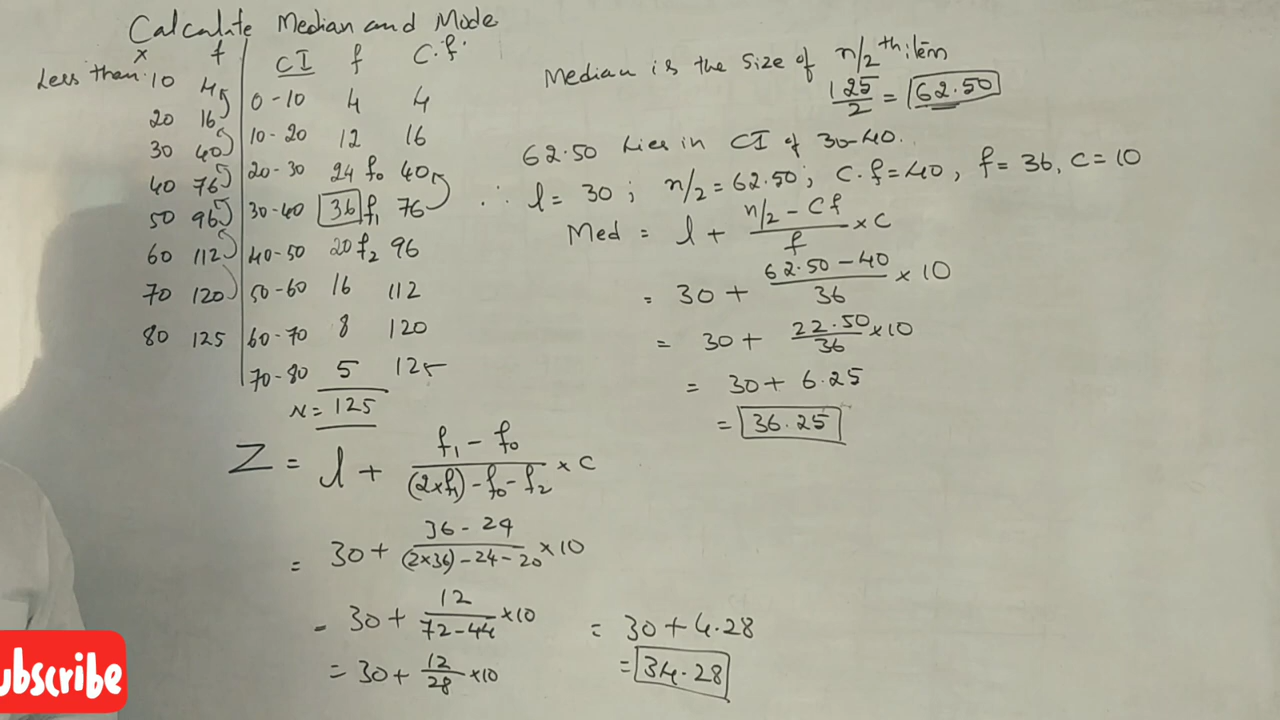 Calculate Median and Mode
x f
Less than 10 4
20 16
30 40
40 76
50 96
60 112
70 120
80 125
CI f C.f.
0-10 4 4
10-20 12 16
20-30 24 f₀ 40
30-40 36 f₁ 76
40-50 20 f₂ 96
50-60 16 112
60-70 8 120
70-80 5 125
N = 125
Median is the size of n/2 th item
125/2 = 62.50
62.50 lies in CI of 30-40.
∴ l = 30 ; n/2 = 62.50 ; C.f = 40 , f = 36, C = 10
Med = l + (n/2 - Cf)/f × C
= 30 + (62.50 - 40)/36 × 10
= 30 + 22.50/36 × 10
= 30 + 6.25
= 36.25
Z = l + (f₁ - f₀)/((2×f₁) - f₀ - f₂) × C
= 30 + (36 - 24)/((2×36) - 24 - 20) × 10
= 30 + 12/(72 - 44) × 10
= 30 + 12/28 × 10
= 30 + 4.28
= 34.28
ubscribe